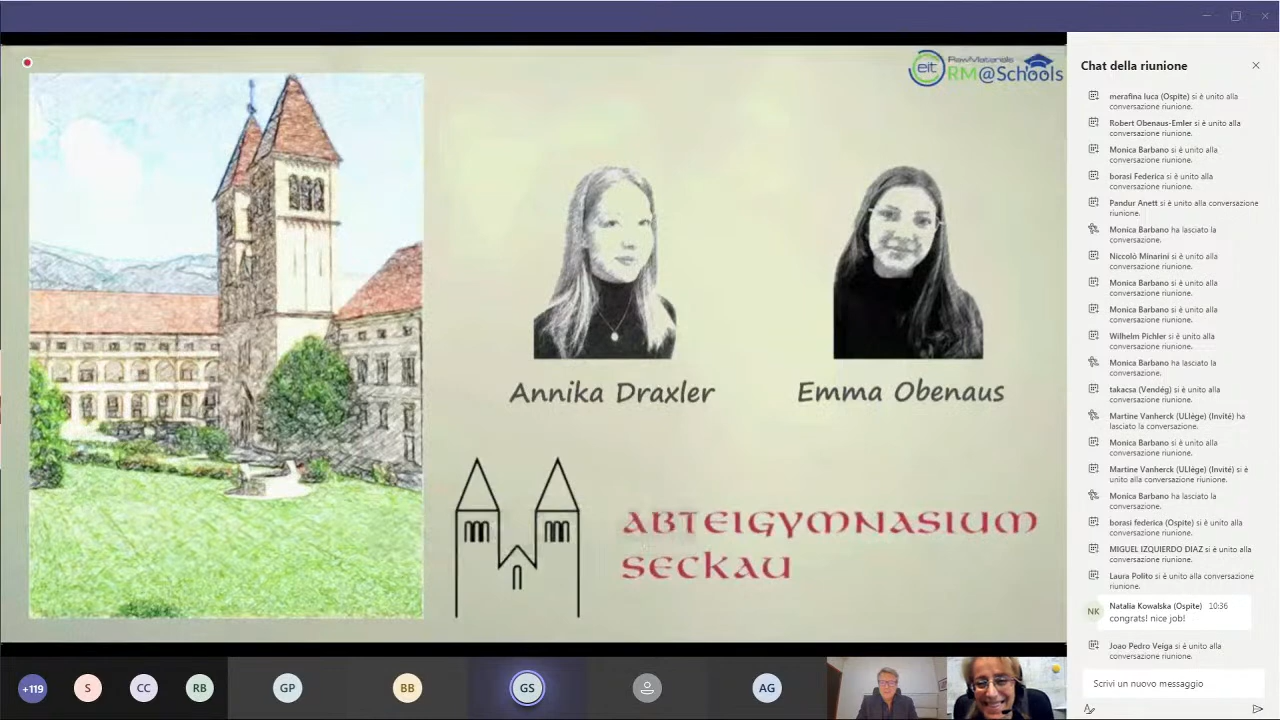 eit
RawMaterials
RM@Schools
Annika Draxler
Emma Obenaus
ABTEIGYMNASIUM
SECKAU
+119
S
CC
RB
GP
BB
GS
AG
Chat della riunione
merafina luca (Ospite) si è unito alla
conversazione riunione.
Robert Obenaus-Emler si è unito alla
conversazione riunione.
Monica Barbano si è unito alla
conversazione riunione.
borasi Federica si è unito alla
conversazione riunione.
Pandur Anett si è unito alla conversazione
riunione.
Monica Barbano ha lasciato la
conversazione.
Niccolò Minarini si è unito alla
conversazione riunione.
Monica Barbano si è unito alla
conversazione riunione.
Monica Barbano si è unito alla
conversazione riunione.
Wilhelm Pichler si è unito alla
conversazione riunione.
Monica Barbano ha lasciato la
conversazione.
takacsa (Vendég) si è unito alla
conversazione riunione.
Martine Vanherck (ULiége) (Invité) ha
lasciato la conversazione.
Monica Barbano si è unito alla
conversazione riunione.
Martine Vanherck (ULiége) (Invité) si è
unito alla conversazione riunione.
Monica Barbano ha lasciato la
conversazione.
borasi federica (Ospite) si è unito alla
conversazione riunione.
MIGUEL IZQUIERDO DIAZ si è unito alla
conversazione riunione.
Laura Polito si è unito alla conversazione
riunione.
NK
Natalia Kowalska (Ospite) 10:36
congrats! nice job!
Joao Pedro Veiga si è unito alla
conversazione riunione.
Scrivi un nuovo messaggio